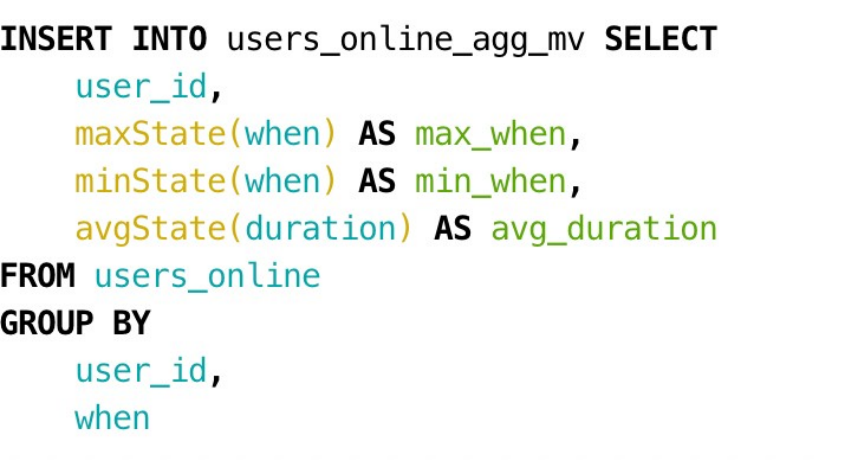 INSERT INTO users_online_agg_mv SELECT
    user_id,
    maxState(when) AS max_when,
    minState(when) AS min_when,
    avgState(duration) AS avg_duration
FROM users_online
GROUP BY
    user_id,
    when